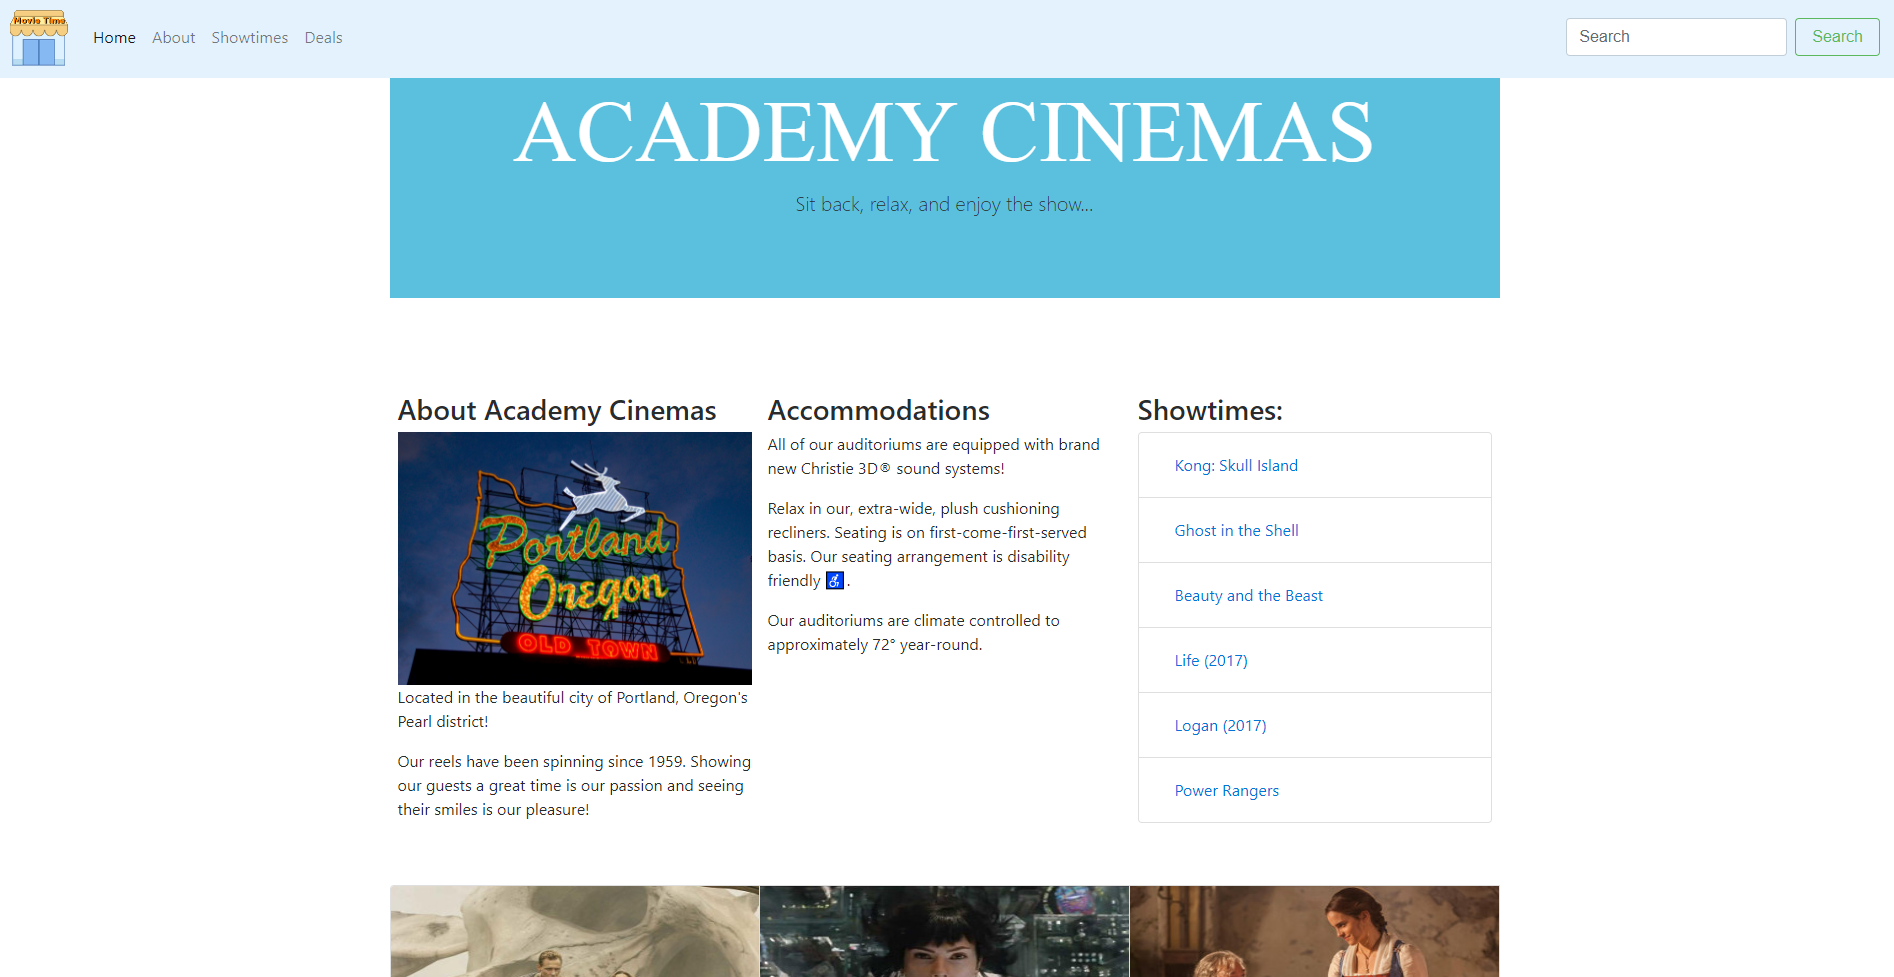 Movie Time
Home About Showtimes Deals
Search
Search
ACADEMY CINEMAS
Sit back, relax, and enjoy the show...
About Academy Cinemas
Portland
Oregon
OLD TOWN
Located in the beautiful city of Portland, Oregon's
Pearl district!
Our reels have been spinning since 1959. Showing
our guests a great time is our passion and seeing
their smiles is our pleasure!
Accommodations
All of our auditoriums are equipped with brand
new Christie 3D® sound systems!
Relax in our, extra-wide, plush cushioning
recliners. Seating is on first-come-first-served
basis. Our seating arrangement is disability
friendly .
Our auditoriums are climate controlled to
approximately 72° year-round.
Showtimes:
Kong: Skull Island
Ghost in the Shell
Beauty and the Beast
Life (2017)
Logan (2017)
Power Rangers